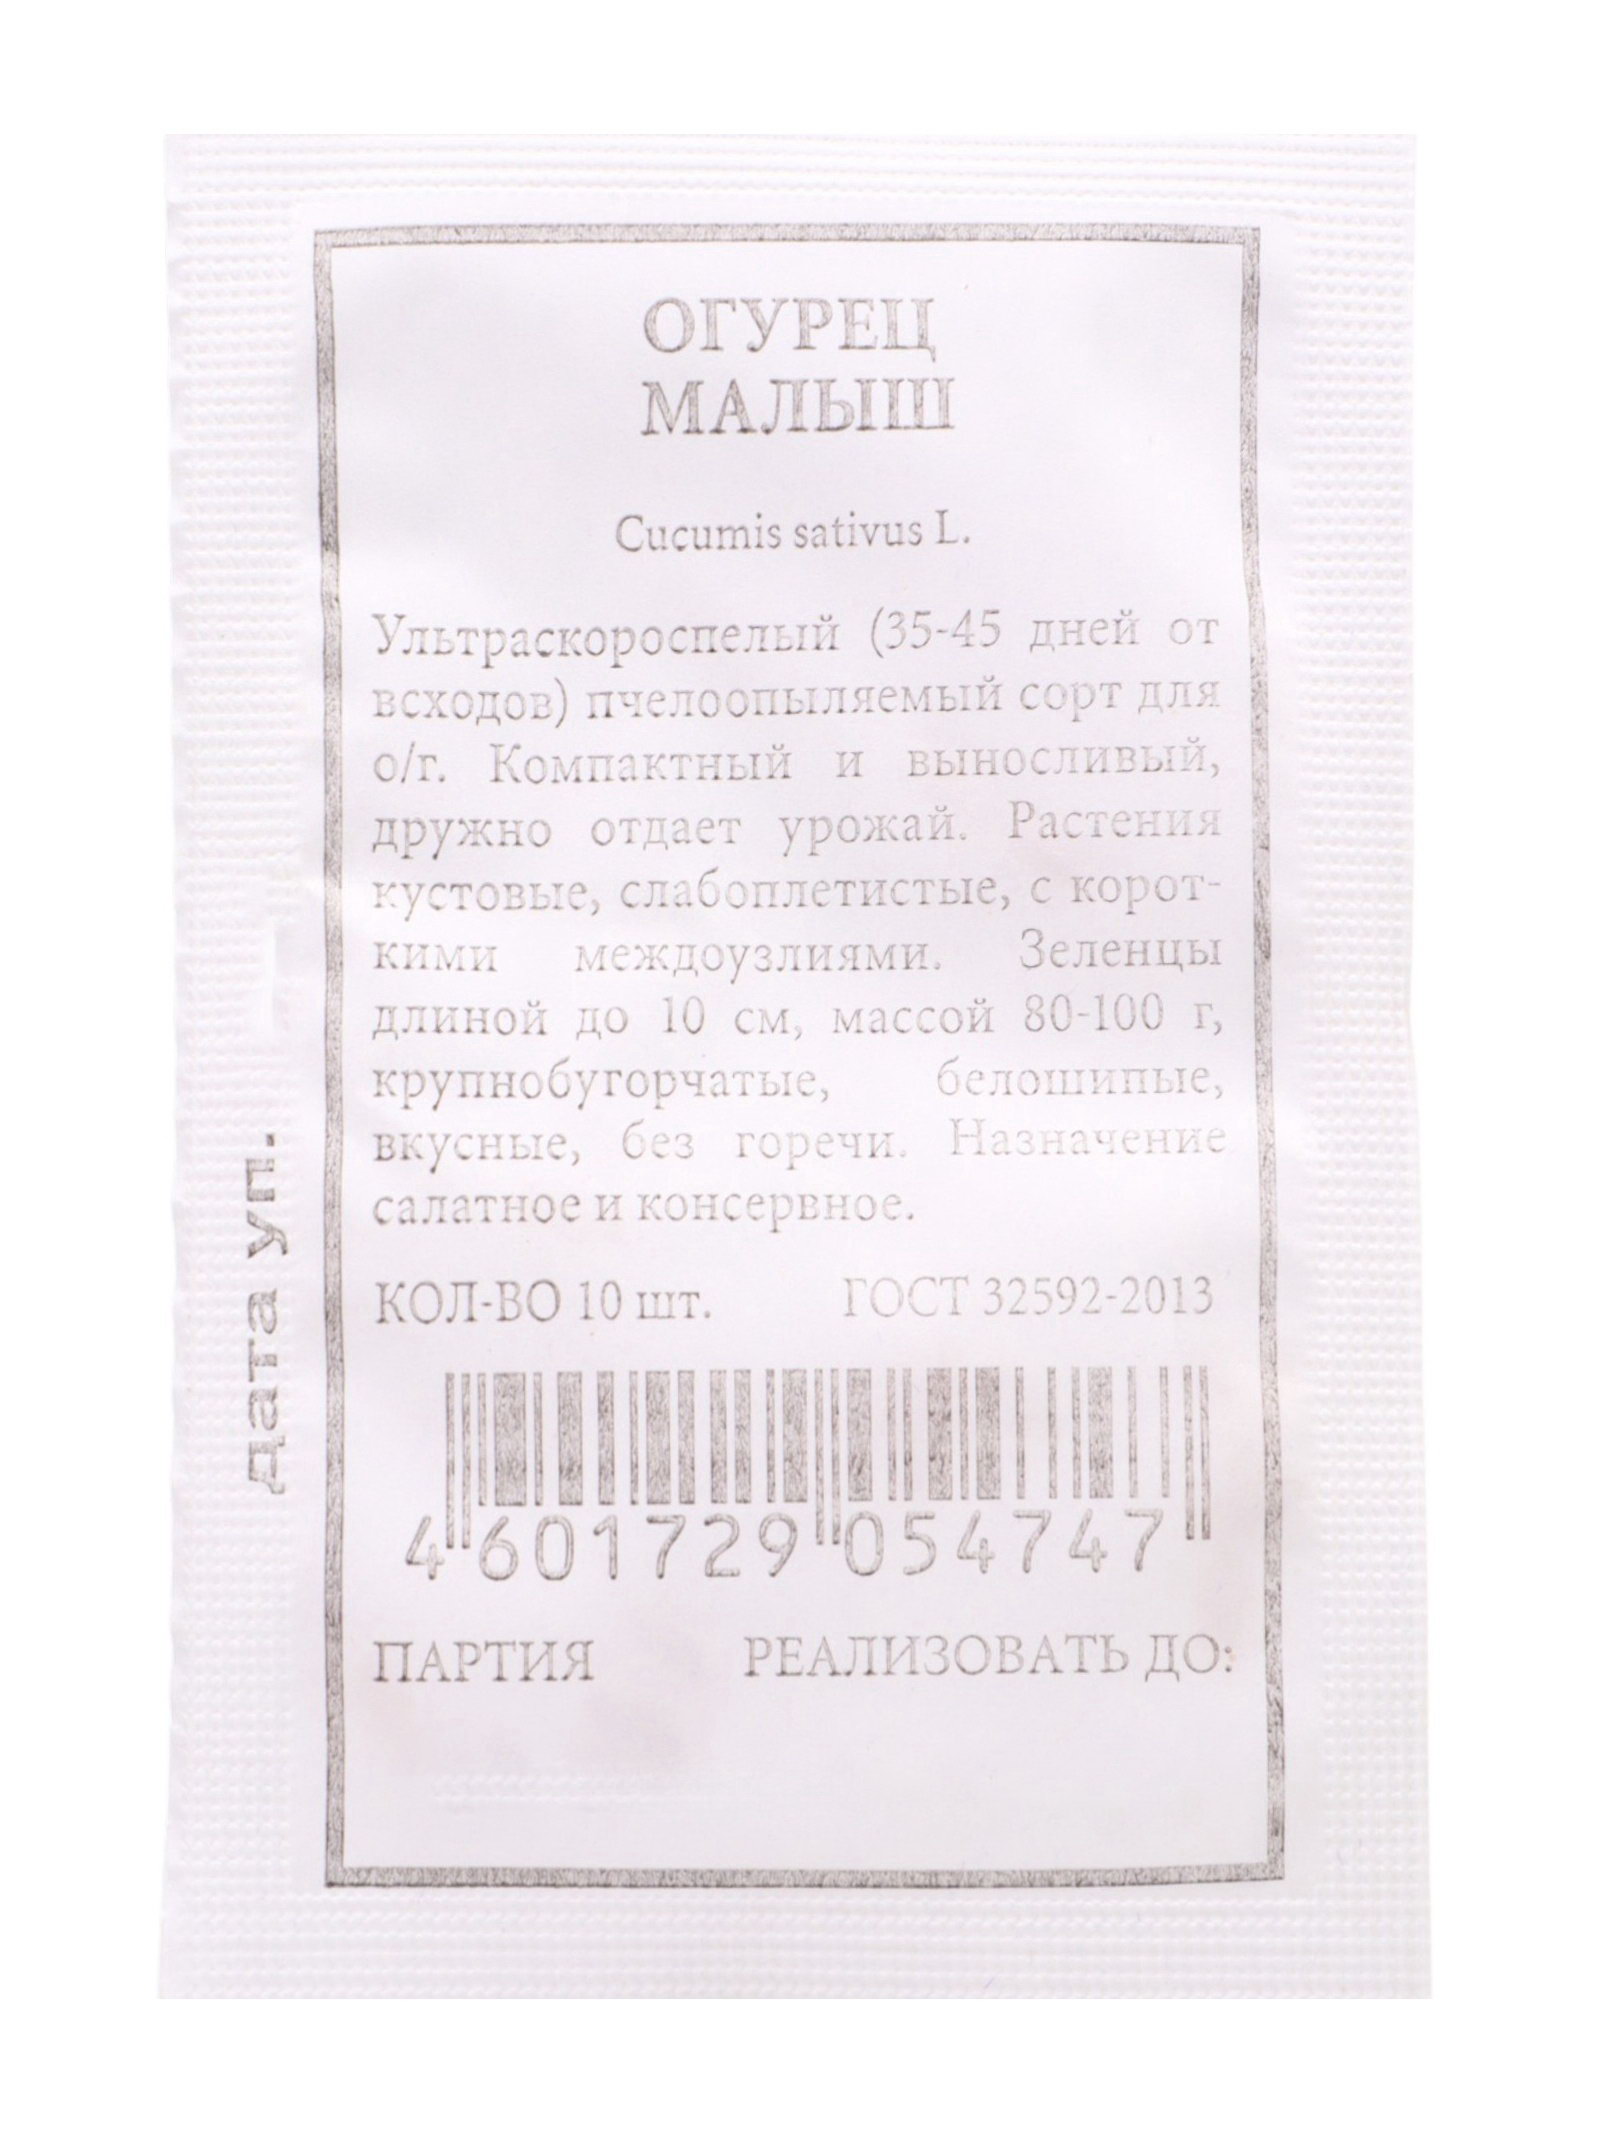 ОГУРЕЦ
МАЛЫШ
Cucumis sativus L.
Ультраскороспелый (35-45 дней от
всходов) пчелоопыляемый сорт для
о/г. Компактный и выносливый,
дружно отдает урожай. Растения
кустовые, слабоплетистые, с корот-
кими междоузлиями. Зеленцы
длиной до 10 см, массой 80-100 г,
крупнобугорчатые, белошипые,
вкусные, без горечи. Назначение
салатное и консервное.
КОЛ-ВО 10 шт. ГОСТ 32592-2013
4 601729 054747
ПАРТИЯ РЕАЛИЗОВАТЬ ДО:
дата уп.